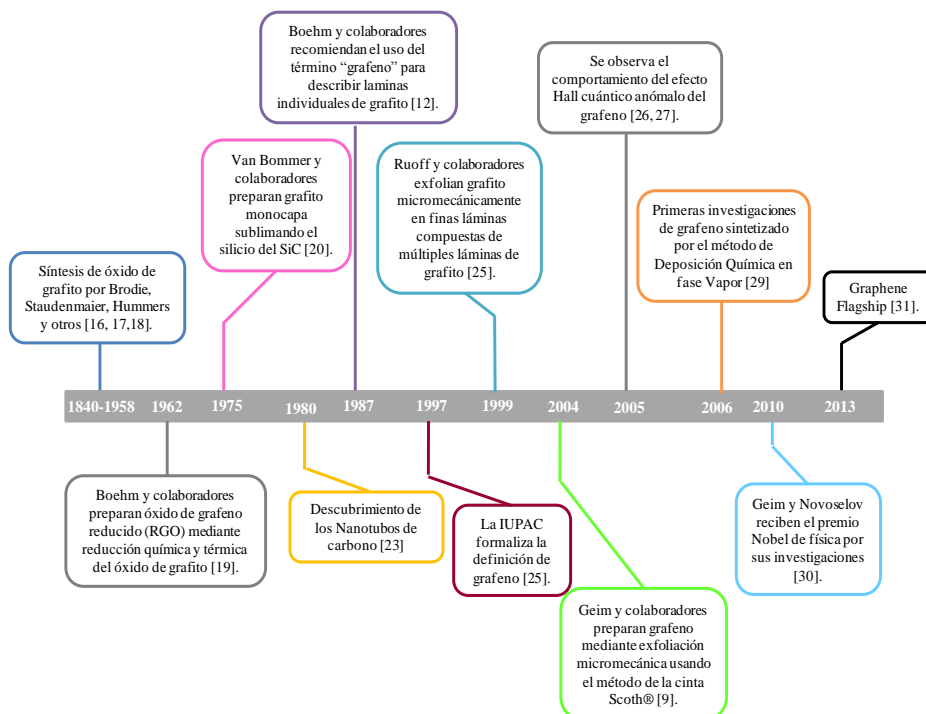 Boehm y colaboradores
recomiendan el uso del
término “grafeno” para
describir laminas
individuales de grafito [12].
Se observa el
comportamiento del efecto
Hall cuántico anómalo del
grafeno [26, 27].
Van Bommer y
colaboradores
preparan grafito
monocapa
sublimando el
silicio del SiC [20].
Ruoff y colaboradores
exfolian grafito
micromecánicamente
en finas láminas
compuestas de
múltiples láminas de
grafito [25].
Primeras investigaciones
de grafeno sintetizado
por el método de
Deposición Química en
fase Vapor [29]
Síntesis de óxido de
grafito por Brodie,
Staudenmaier, Hummers
y otros [16, 17,18].
Graphene
Flagship [31].
1840-1958 1962 1975 1980 1987 1997 1999 2004 2005 2006 2010 2013
Boehm y colaboradores
preparan óxido de grafeno
reducido (RGO) mediante
reducción química y térmica
del óxido de grafito [19].
Descubrimiento de
los Nanotubos de
carbono [23]
La IUPAC
formaliza la
definición de
grafeno [25].
Geim y colaboradores
preparan grafeno
mediante exfoliación
micromecánica usando
el método de la cinta
Scoth® [9].
Geim y Novoselov
reciben el premio
Nobel de física por
sus investigaciones
[30].